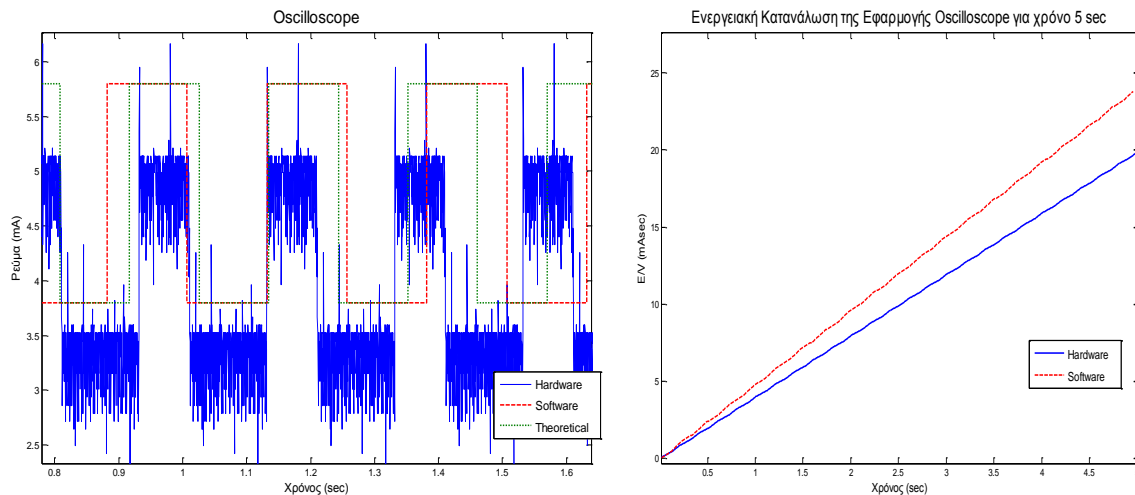 Oscilloscope
6
5.5
5
4.5
4
3.5
3
2.5
Ρεύμα (mA)
0.8 0.9 1 1.1 1.2 1.3 1.4 1.5 1.6
Χρόνος (sec)
Hardware
Software
Theoretical
Ενεργειακή Κατανάλωση της Εφαρμογής Oscilloscope για χρόνο 5 sec
25
20
15
10
5
0
E/V (mAsec)
0.5 1 1.5 2 2.5 3 3.5 4 4.5
Χρόνος (sec)
Hardware
Software